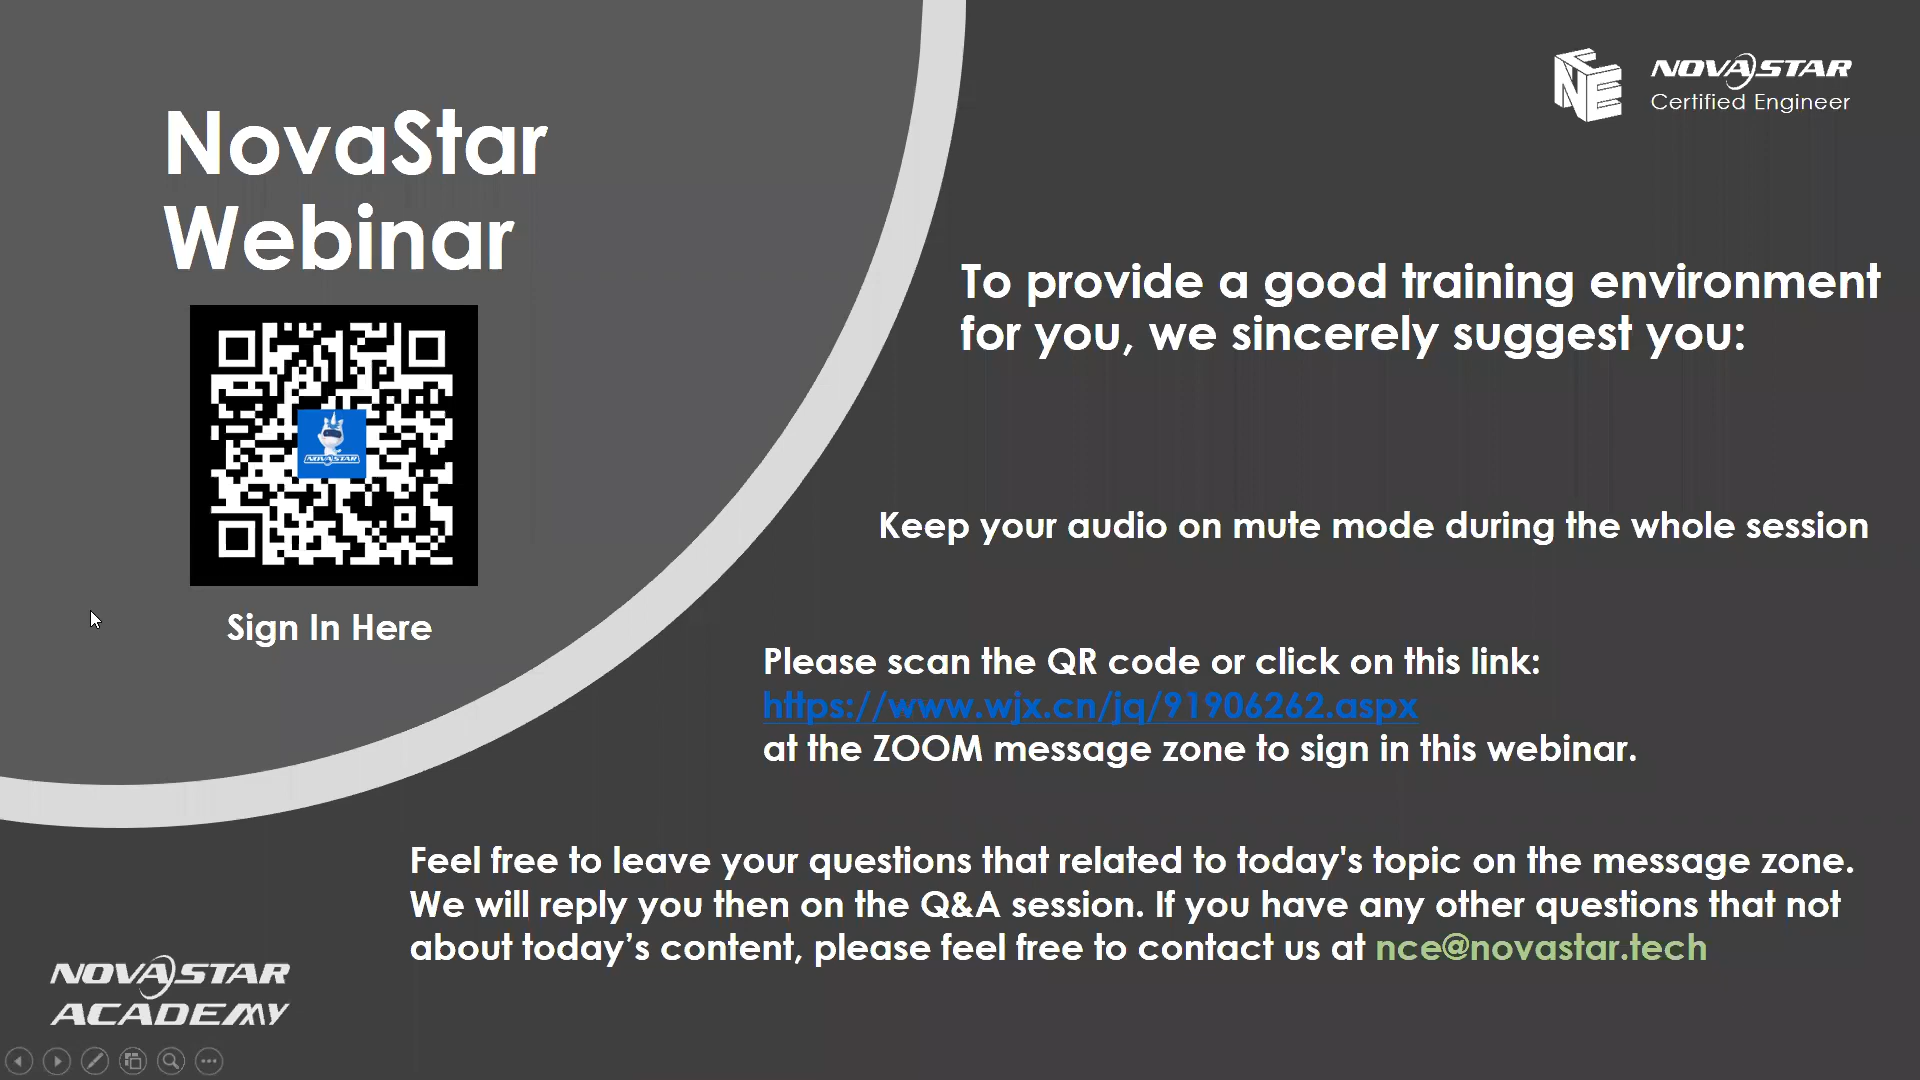 NovaStar
Webinar
NOVASTAR
Sign In Here
NCE
NOVASTAR
Certified Engineer
To provide a good training environment
for you, we sincerely suggest you:
Keep your audio on mute mode during the whole session
Please scan the QR code or click on this link:
https://www.wjx.cn/jq/91906262.aspx
at the ZOOM message zone to sign in this webinar.
Feel free to leave your questions that related to today's topic on the message zone.
We will reply you then on the Q&A session. If you have any other questions that not
about today’s content, please feel free to contact us at nce@novastar.tech
NOVASTAR
ACADEMY